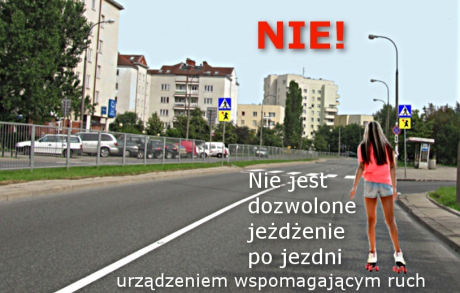 NIE!
Nie jest
dozwolone
jeżdżenie
po jezdni
urządzeniem wspomagającym ruch